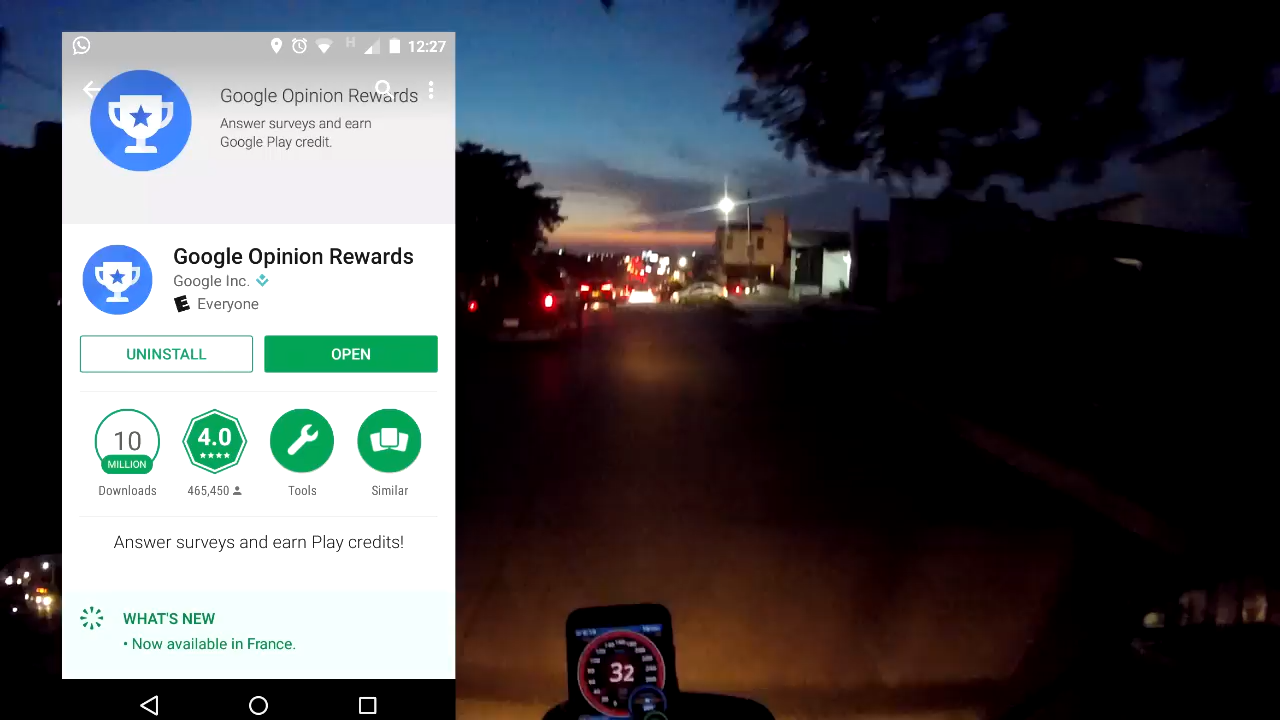 H 12:27
Google Opinion Rewards
Answer surveys and earn
Google Play credit.
Google Opinion Rewards
Google Inc.
E Everyone
UNINSTALL OPEN
10 4.0
MILLION
Downloads 465,450 Tools Similar
Answer surveys and earn Play credits!
WHAT'S NEW
• Now available in France.
32